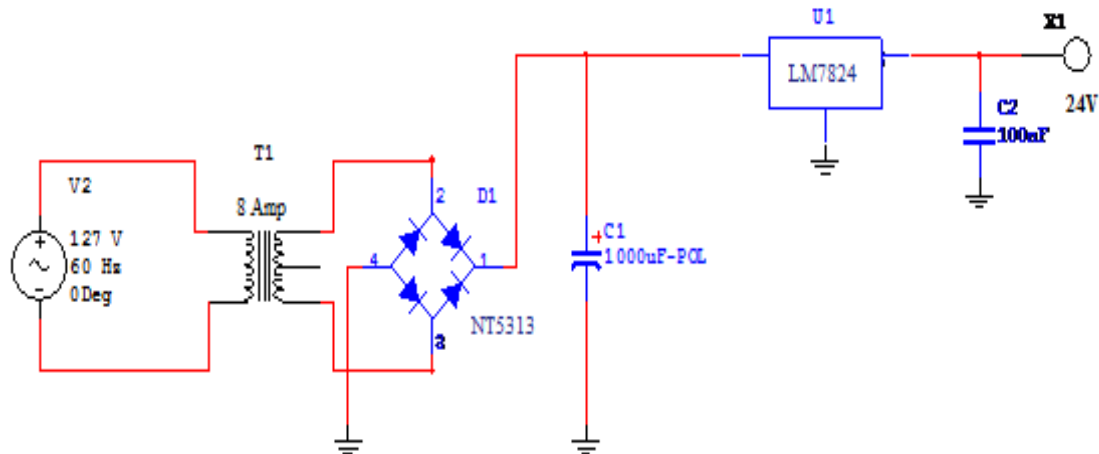 U1
X1
LM7824
24V
C2
100nF
T1
V2
8 Amp
2
D1
127 V
60 Hz
0Deg
4
1
C1
1000uF-POL
NT5313
3
+